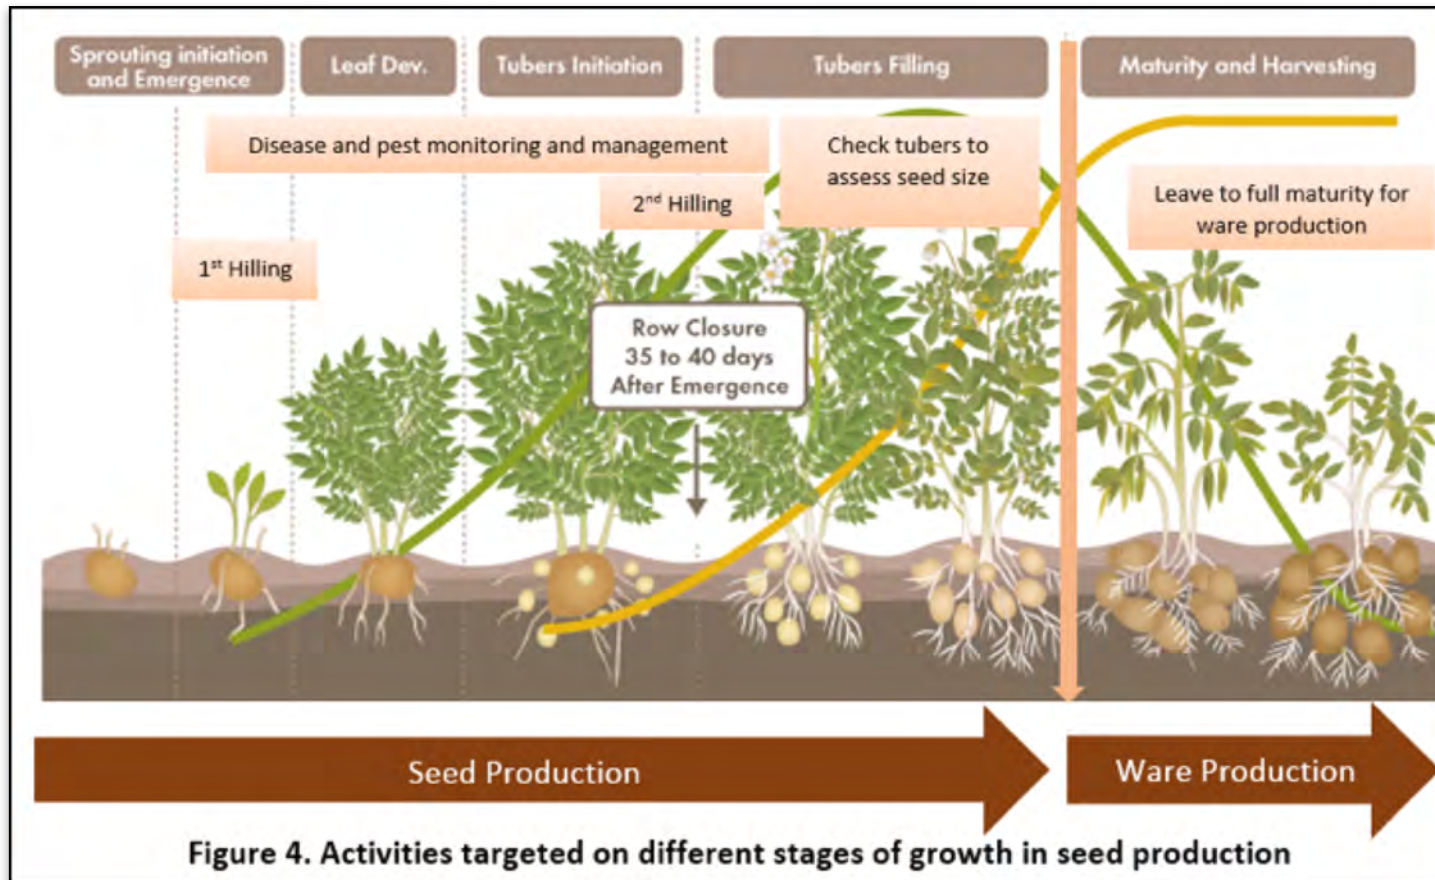 Sprouting initiation
and Emergence
Leaf Dev.
Tubers Initiation
Tubers Filling
Maturity and Harvesting
Disease and pest monitoring and management
Check tubers to
assess seed size
2nd Hilling
Leave to full maturity for
ware production
1st Hilling
Row Closure
35 to 40 days
After Emergence
Seed Production
Ware Production
Figure 4. Activities targeted on different stages of growth in seed production